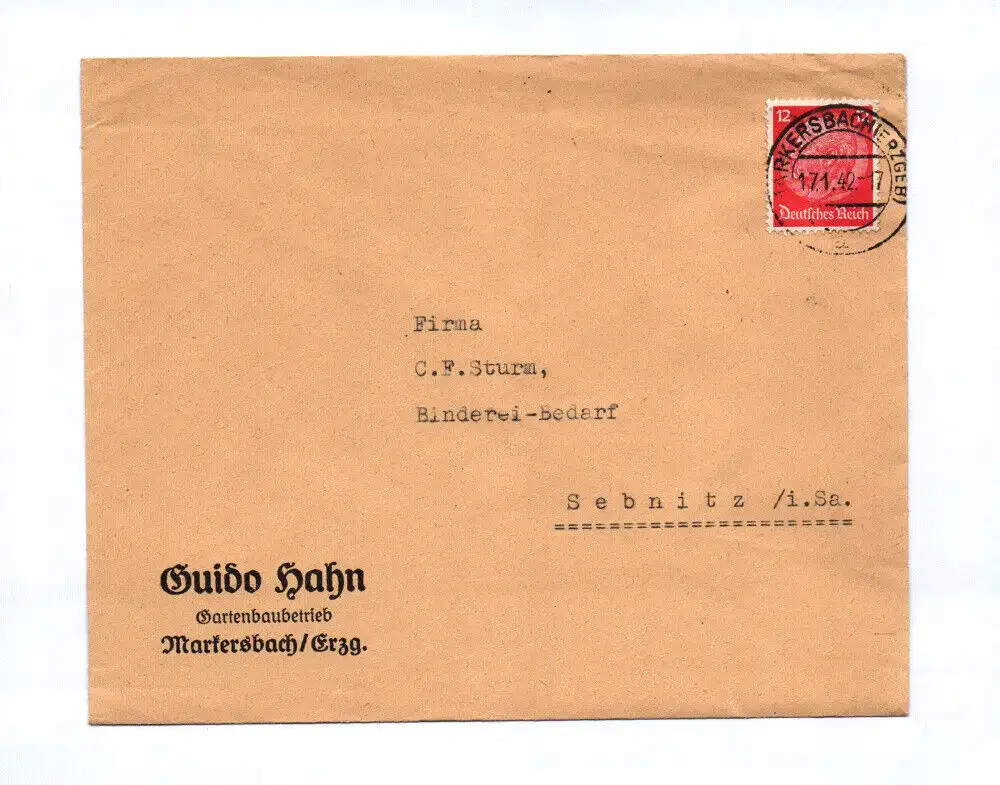 12
MARKERSBACH (ERZGEB)
17.1.42.-17
Deutsches Reich
Firma
C.F.Sturm,
Binderei-Bedarf
Sebnitz /i.Sa.
Guido Hahn
Gartenbaubetrieb
Markersbach/Erzg.